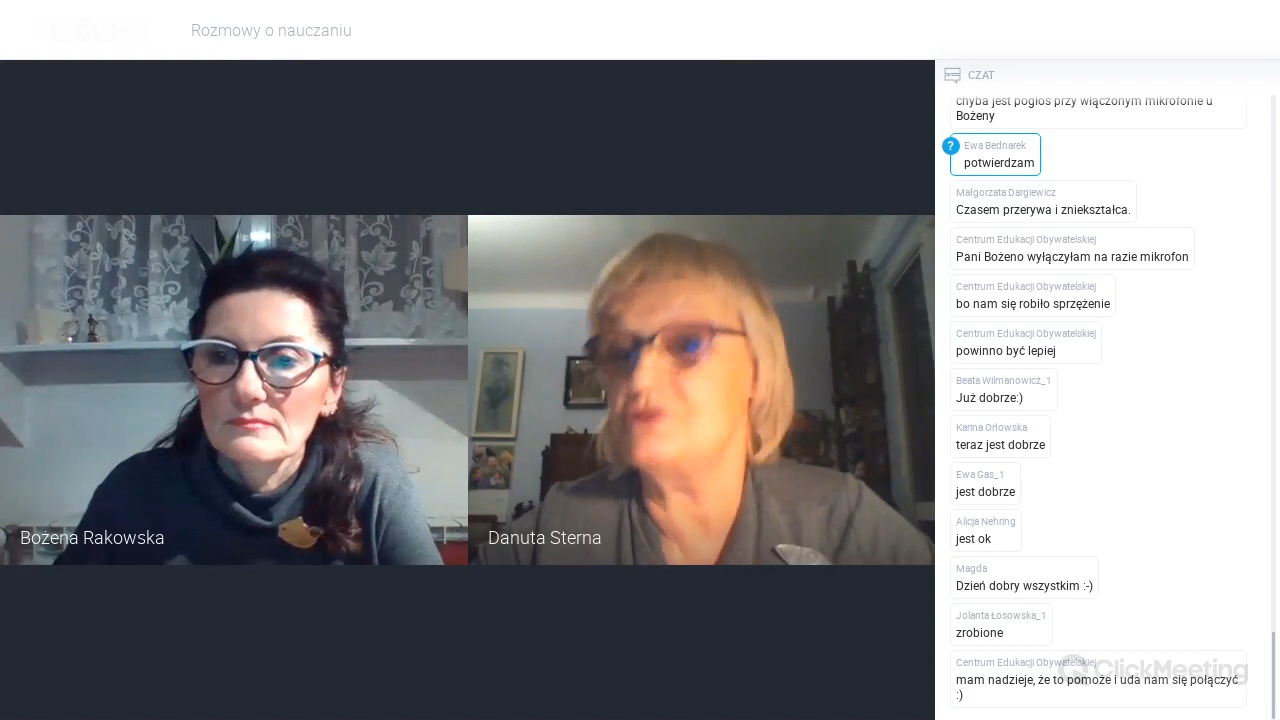 Rozmowy o nauczaniu
Bożena Rakowska
Danuta Sterna
CZAT
chyba jest pogłos przy włączonym mikrofonie u
Bożeny
?
Ewa Bednarek
potwierdzam
Małgorzata Dargiewicz
Czasem przerywa i zniekształca.
Centrum Edukacji Obywatelskiej
Pani Bożeno wyłączyłam na razie mikrofon
Centrum Edukacji Obywatelskiej
bo nam się robiło sprzężenie
Centrum Edukacji Obywatelskiej
powinno być lepiej
Beata Wilmanowicz_1
Już dobrze:)
Karina Orłowska
teraz jest dobrze
Ewa Gas_1
jest dobrze
Alicja Nehring
jest ok
Magda
Dzień dobry wszystkim :-)
Jolanta Łosowska_1
zrobione
Centrum Edukacji Obywatelskiej
mam nadzieje, że to pomoże i uda nam się połączyć
:)
ClickMeeting